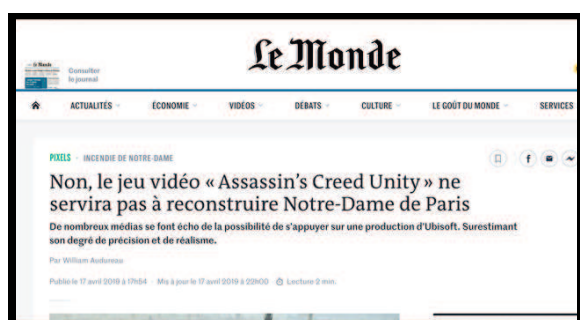 Le Monde
Consulter
le journal
ACTUALITÉS
ÉCONOMIE
VIDÉOS
DÉBATS
CULTURE
LE GOÛT DU MONDE
SERVICES
PIXELS · INCENDIE DE NOTRE-DAME
Non, le jeu vidéo « Assassin's Creed Unity » ne
servira pas à reconstruire Notre-Dame de Paris
De nombreux médias se font écho de la possibilité de s'appuyer sur une production d'Ubisoft. Surestimant
son degré de précision et de réalisme.
Par William Audureau
Publié le 17 avril 2019 à 17h54 · Mis à jour le 17 avril 2019 à 22h00 · Lecture 2 min.